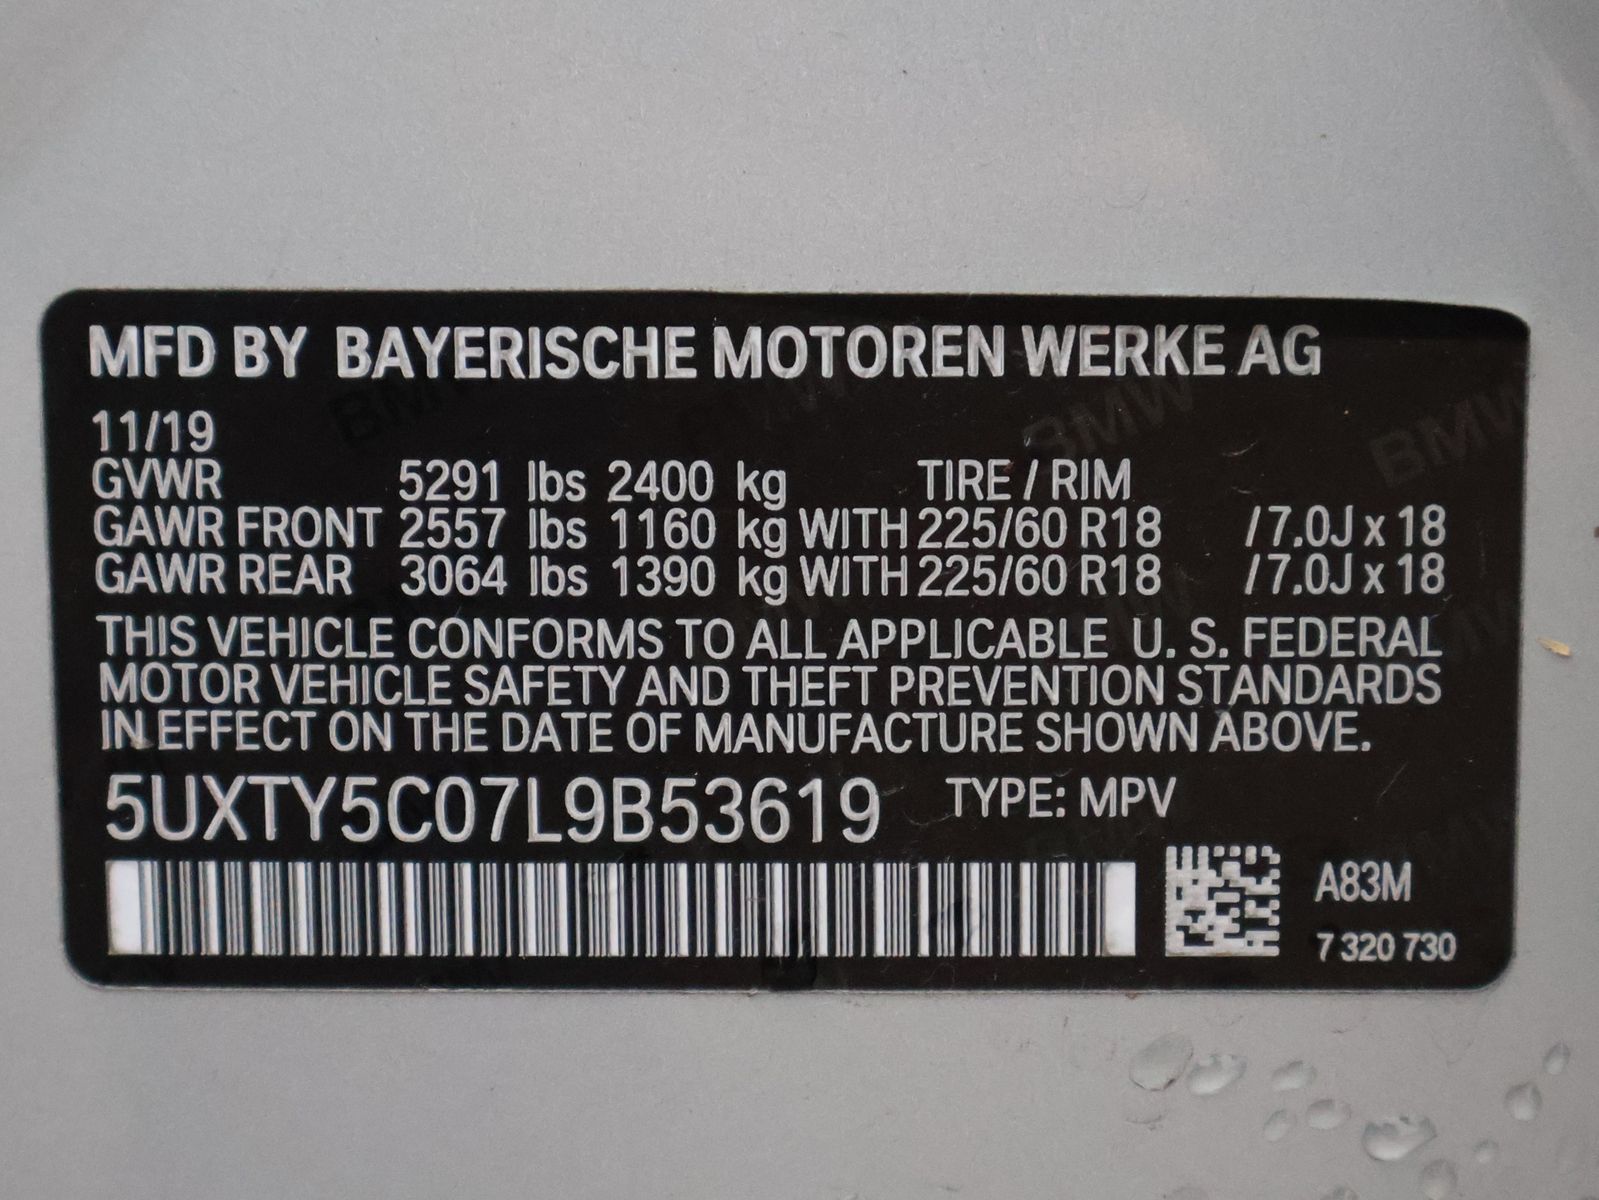 MFD BY BAYERISCHE MOTOREN WERKE AG
11/19
GVWR 5291 lbs 2400 kg TIRE / RIM
GAWR FRONT 2557 lbs 1160 kg WITH 225/60 R18 /7.0J x 18
GAWR REAR 3064 lbs 1390 kg WITH 225/60 R18 /7.0J x 18
THIS VEHICLE CONFORMS TO ALL APPLICABLE U. S. FEDERAL
MOTOR VEHICLE SAFETY AND THEFT PREVENTION STANDARDS
IN EFFECT ON THE DATE OF MANUFACTURE SHOWN ABOVE.
5UXTY5C07L9B53619 TYPE: MPV
A83M
7 320 730